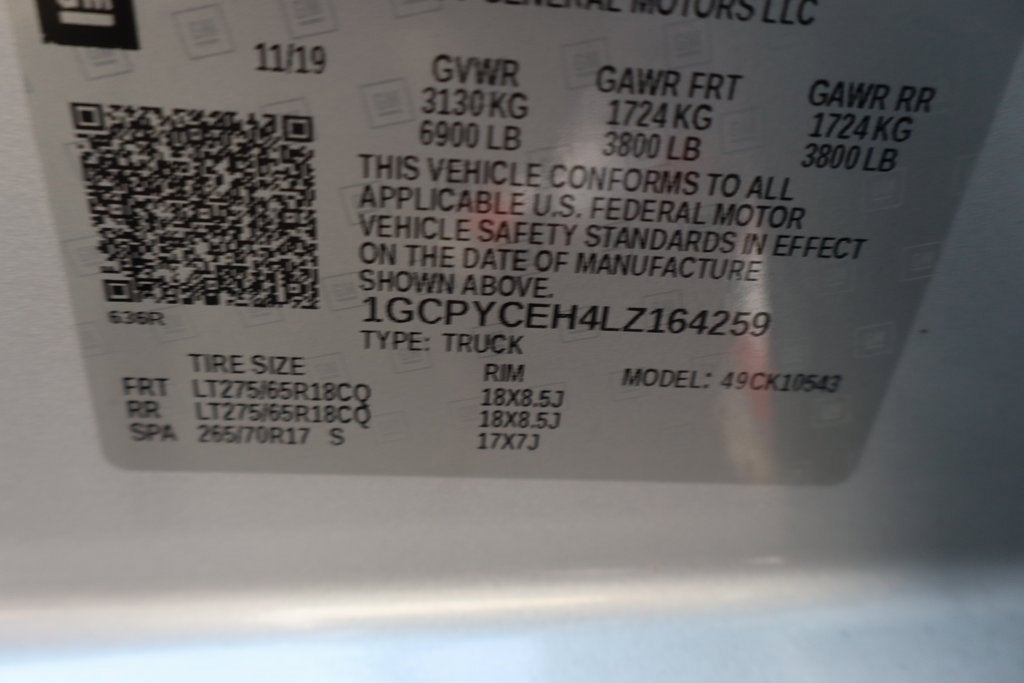 GM
GENERAL MOTORS LLC
11/19
GVWR GAWR FRT GAWR RR
3130 KG 1724 KG 1724 KG
6900 LB 3800 LB 3800 LB
THIS VEHICLE CONFORMS TO ALL
APPLICABLE U.S. FEDERAL MOTOR
VEHICLE SAFETY STANDARDS IN EFFECT
ON THE DATE OF MANUFACTURE
SHOWN ABOVE.
636R
1GCPYCEH4LZ164259
TYPE: TRUCK
TIRE SIZE RIM MODEL: 49CK10543
FRT LT275/65R18CQ 18X8.5J
RR LT275/65R18CQ 18X8.5J
SPA 265/70R17 S 17X7J